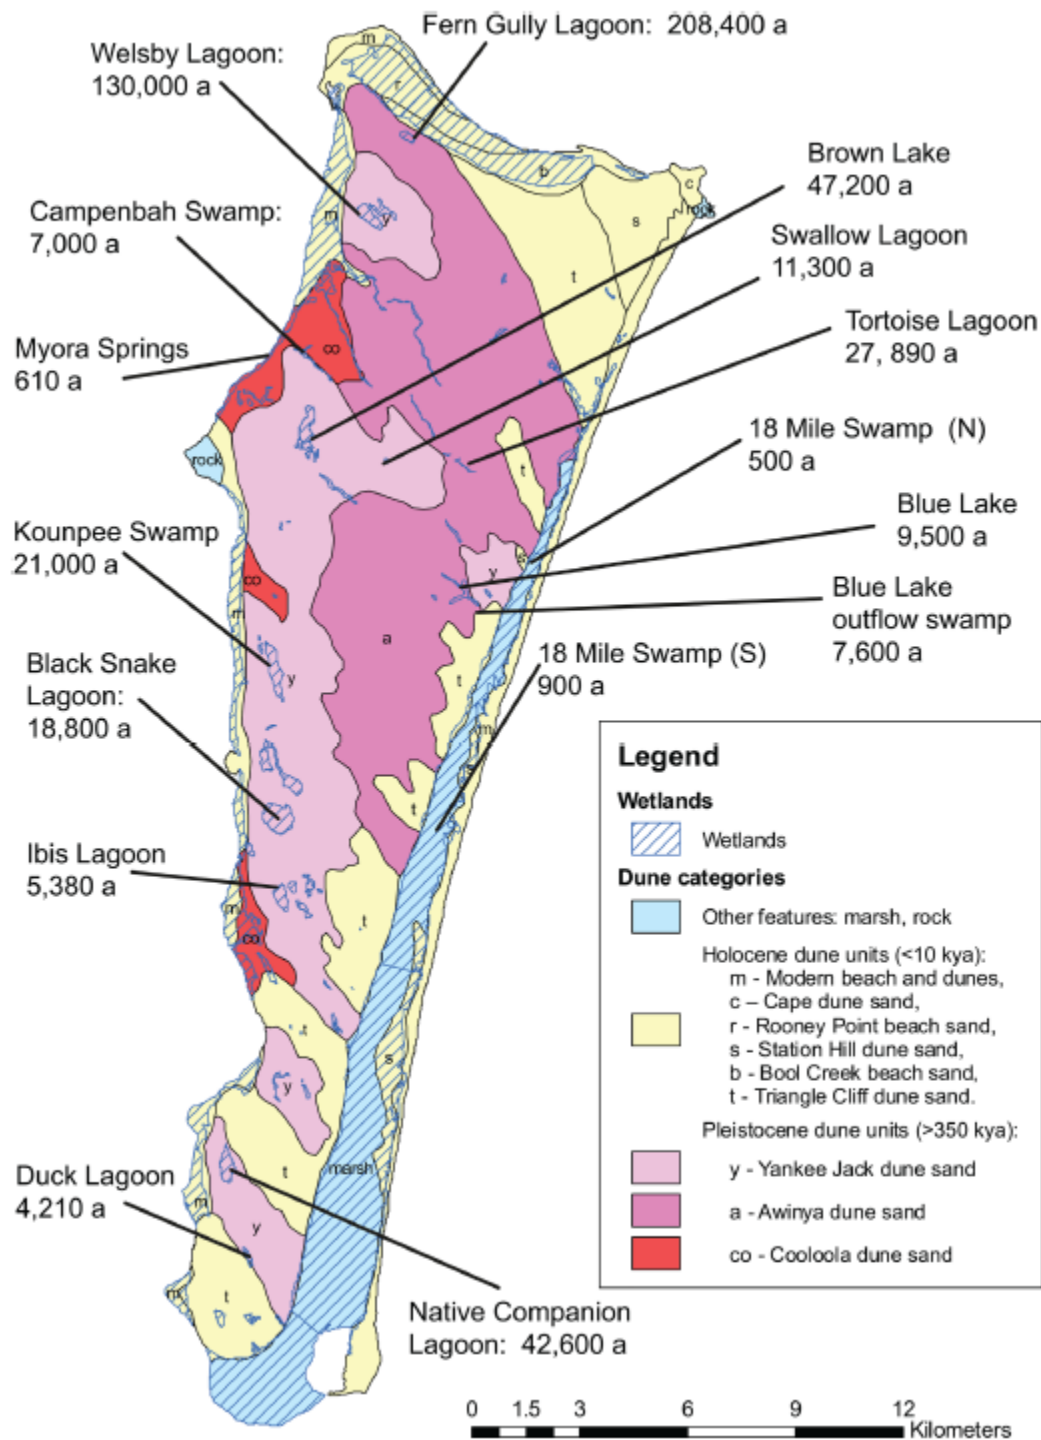 Fern Gully Lagoon: 208,400 a
Welsby Lagoon:
130,000 a
Brown Lake
47,200 a
Campenbah Swamp:
7,000 a
Swallow Lagoon
11,300 a
Tortoise Lagoon
27, 890 a
Myora Springs
610 a
18 Mile Swamp (N)
500 a
Blue Lake
9,500 a
Kounpee Swamp
21,000 a
Blue Lake
outflow swamp
7,600 a
18 Mile Swamp (S)
900 a
Black Snake
Lagoon:
18,800 a
Ibis Lagoon
5,380 a
Duck Lagoon
4,210 a
Native Companion
Lagoon: 42,600 a
m
r
b
c
rock
s
t
m
y
co
rock
t
s
y
co
m
a
y
t
m
s
t
m
co
t
t
s
y
marsh
t
m
y
m
t
Legend
Wetlands
Wetlands
Dune categories
Other features: marsh, rock
Holocene dune units (<10 kya):
m - Modern beach and dunes,
c – Cape dune sand,
r - Rooney Point beach sand,
s - Station Hill dune sand,
b - Bool Creek beach sand,
t - Triangle Cliff dune sand.
Pleistocene dune units (>350 kya):
y - Yankee Jack dune sand
a - Awinya dune sand
co - Cooloola dune sand
0 1.5 3 6 9 12
Kilometers